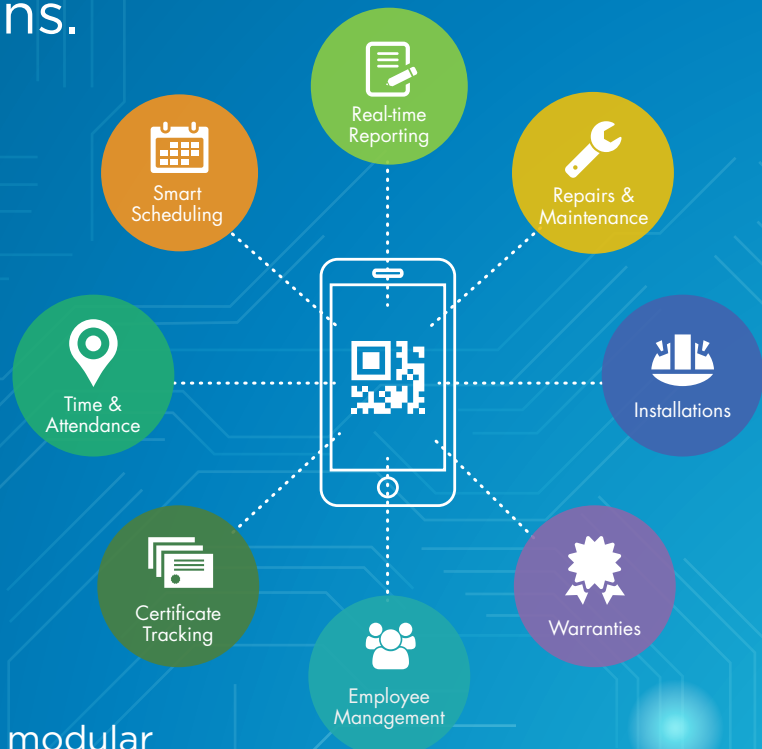 ns.
Real-time
Reporting
Smart
Scheduling
Repairs &
Maintenance
Time &
Attendance
Installations
Certificate
Tracking
Warranties
Employee
Management
modular